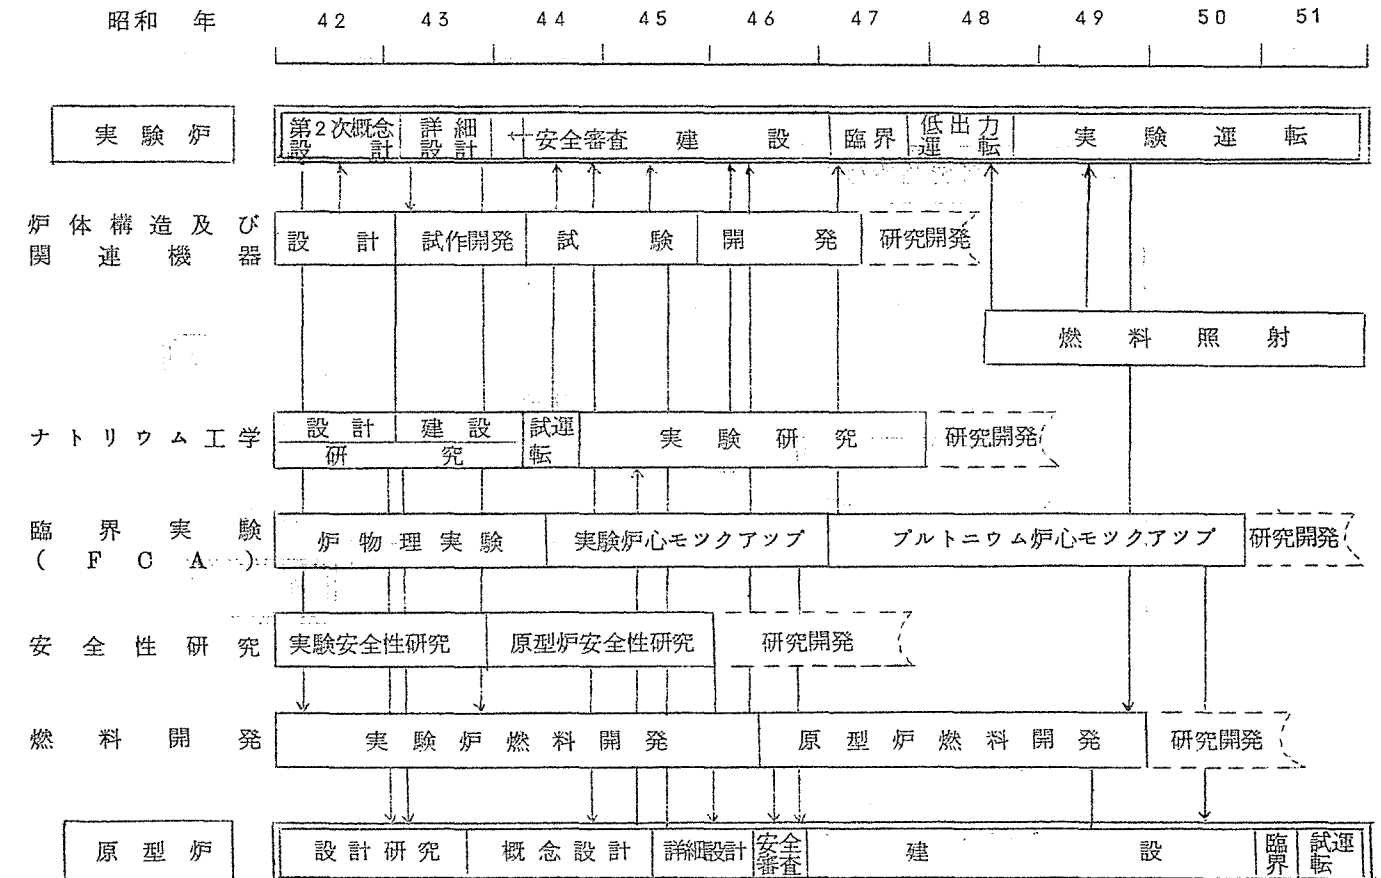 昭和 年 42 43 44 45 46 47 48 49 50 51
実験炉
第2次概念設計
詳細設計
←安全審査 建設
臨界
低出力運転
実験運転
炉体構造及び
関連機器
設計
試作開発
試験
開発
研究開発
燃料照射
ナトリウム工学
設計
建設
研究
試運転
実験研究
研究開発
臨界実験
(FCA)
炉物理実験
実験炉心モツクアツプ
プルトニウム炉心モツクアツプ
研究開発
安全性研究
実験安全性研究
原型炉安全性研究
研究開発
燃料開発
実験炉燃料開発
原型炉燃料開発
研究開発
原型炉
設計研究
概念設計
詳細設計
安全審査
建設
臨界
試運転